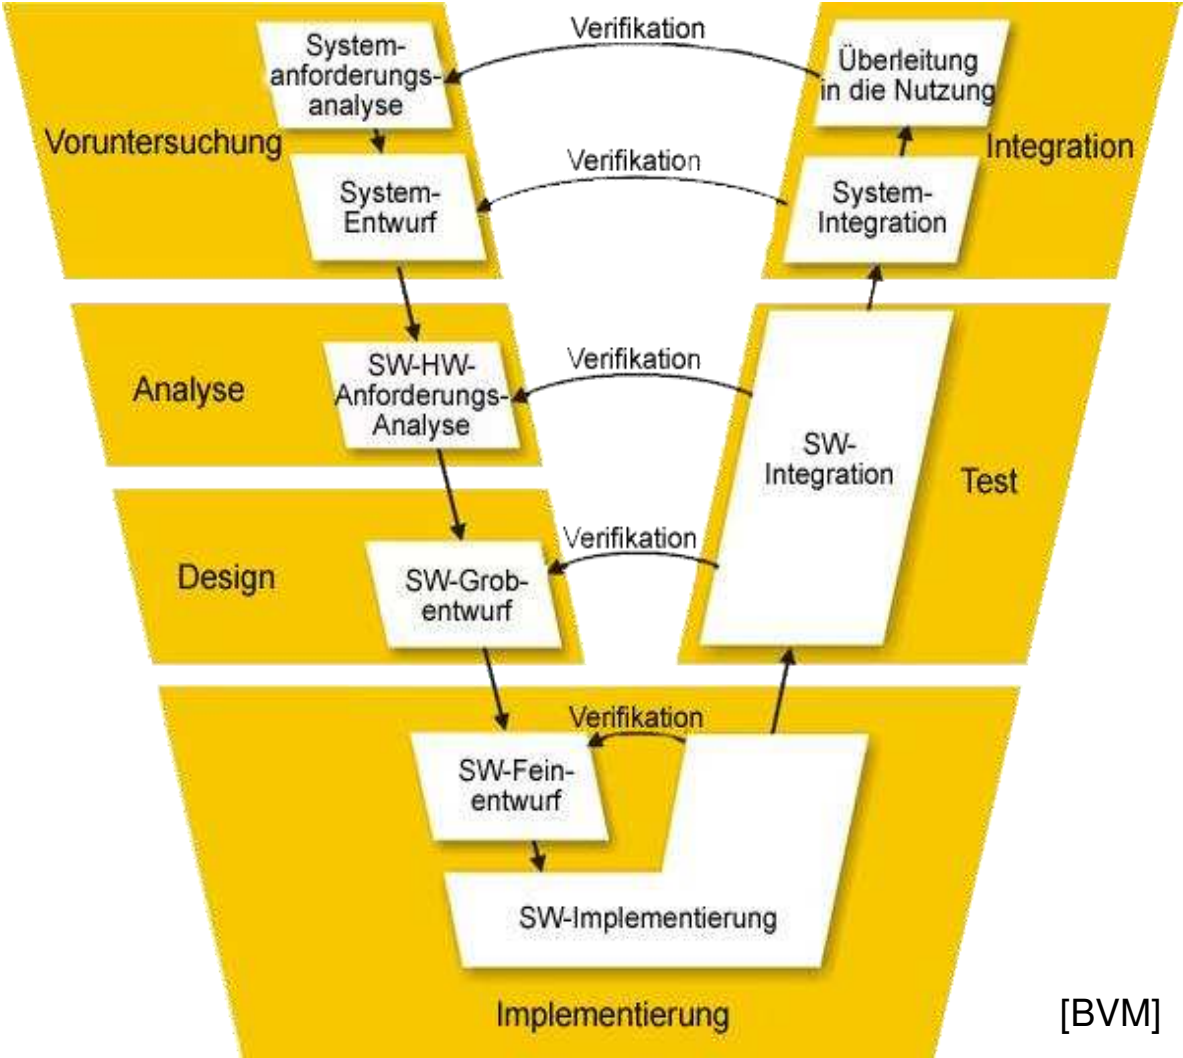 Verifikation
System-
anforderungs-
analyse
Überleitung
in die Nutzung
Voruntersuchung
Integration
Verifikation
System-
Entwurf
System-
Integration
Verifikation
SW-HW-
Anforderungs-
Analyse
Analyse
SW-
Integration
Test
Verifikation
Design
SW-Grob-
entwurf
Verifikation
SW-Fein-
entwurf
SW-Implementierung
Implementierung
[BVM]